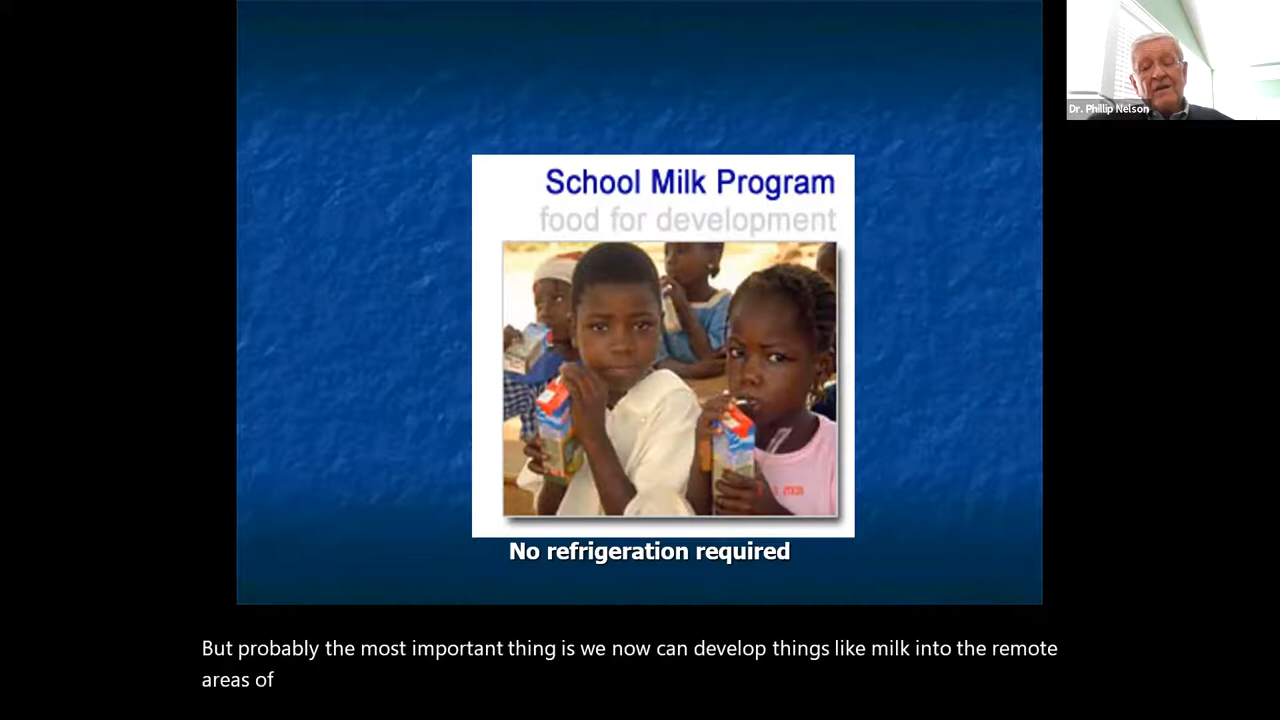 School Milk Program
food for development
No refrigeration required
Dr. Phillip Nelson
But probably the most important thing is we now can develop things like milk into the remote
areas of